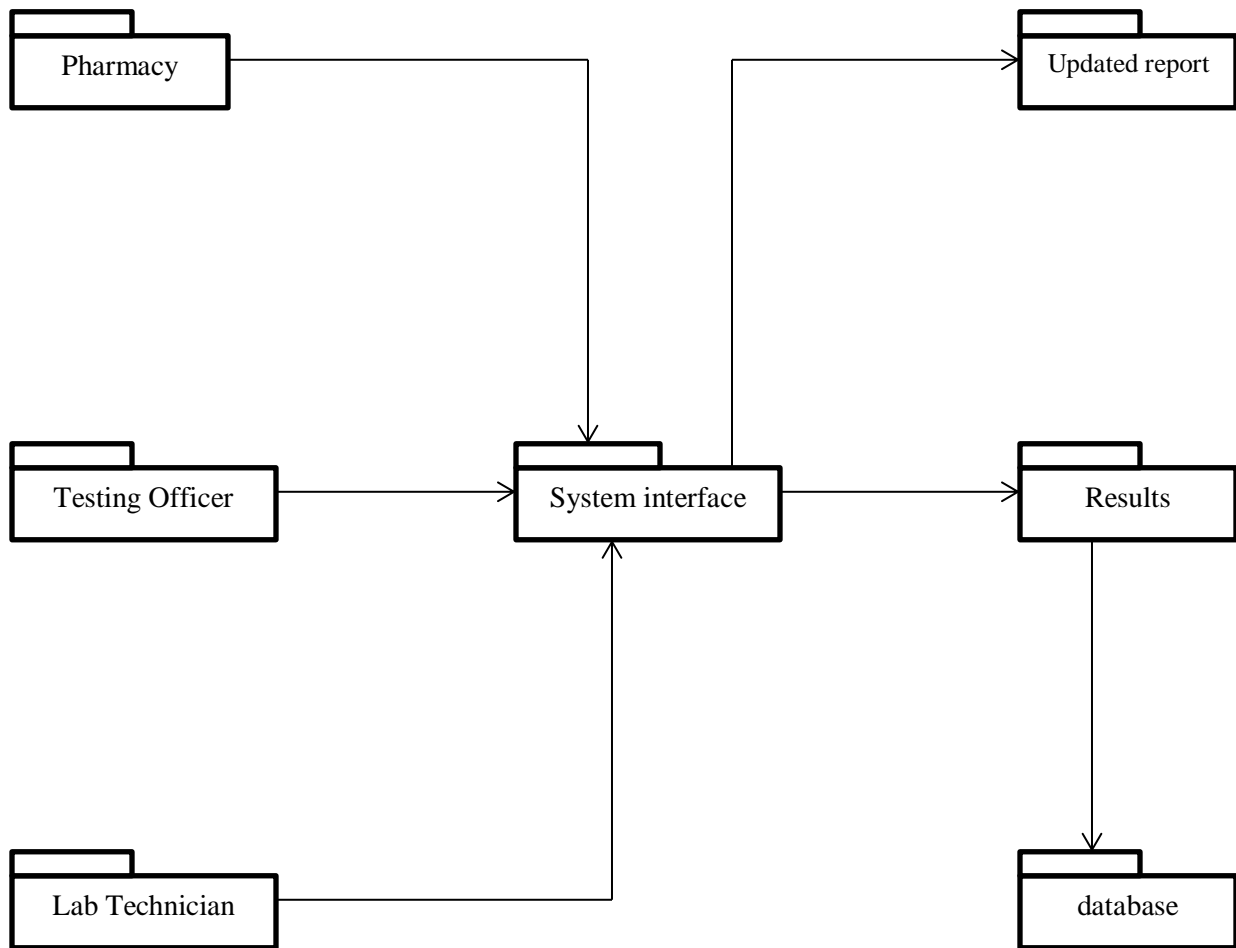 Pharmacy
Updated report
Testing Officer
System interface
Results
Lab Technician
database